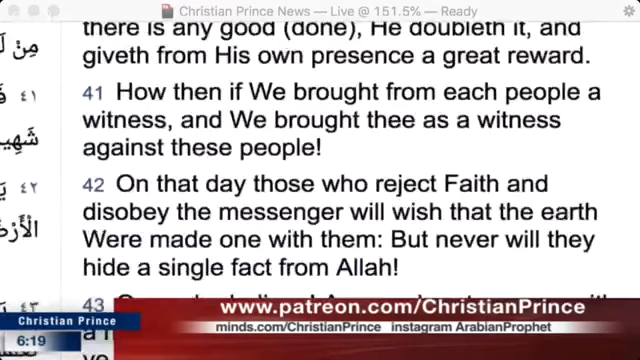 Christian Prince News — Live @ 151.5% — Ready
there is any good (done), He doubleth it, and
giveth from His own presence a great reward.
41 How then if We brought from each people a
witness, and We brought thee as a witness
against these people!
42 On that day those who reject Faith and
disobey the messenger will wish that the earth
Were made one with them: But never will they
hide a single fact from Allah!
43
مِنْ
٤١
٤٢
٤٣
www.patreon.com/ChristianPrince
minds.com/ChristianPrince instagram ArabianProphet
Christian Prince
6:19